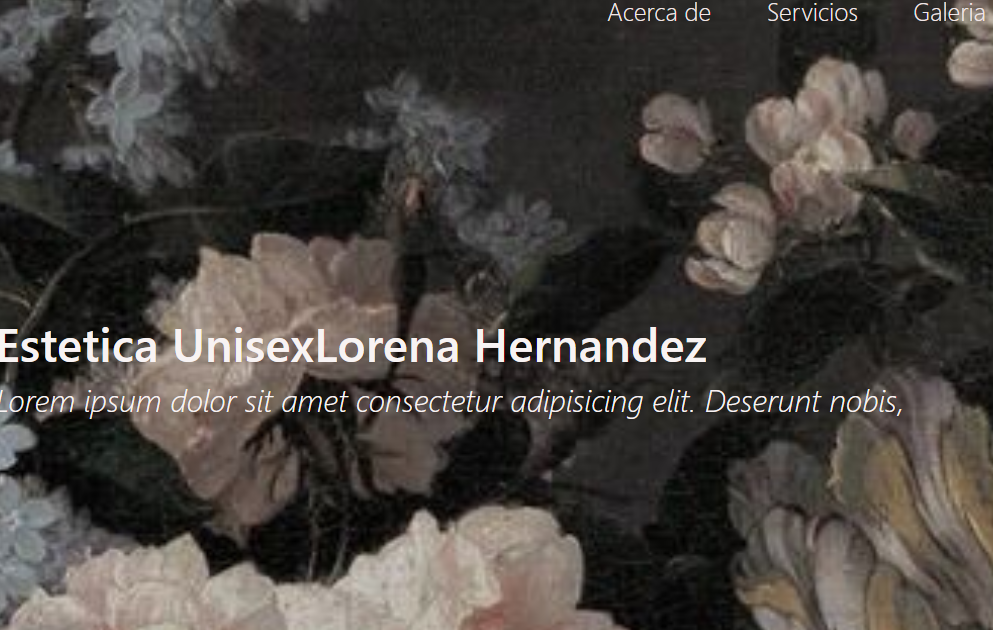 Acerca de Servicios Galeria
Estetica UnisexLorena Hernandez
Lorem ipsum dolor sit amet consectetur adipisicing elit. Deserunt nobis,